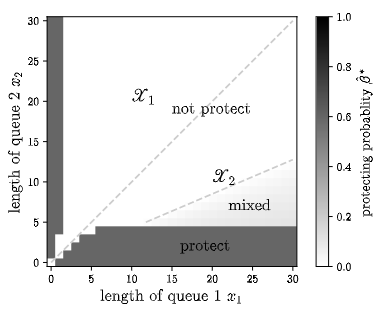 30
25
20
15
10
5
0
length of queue 2 x₂
𝒳₁
not protect
𝒳₂
mixed
protect
0
5
10
15
20
25
30
length of queue 1 x₁
1.0
0.8
0.6
0.4
0.2
0.0
protecting probablity β̂*